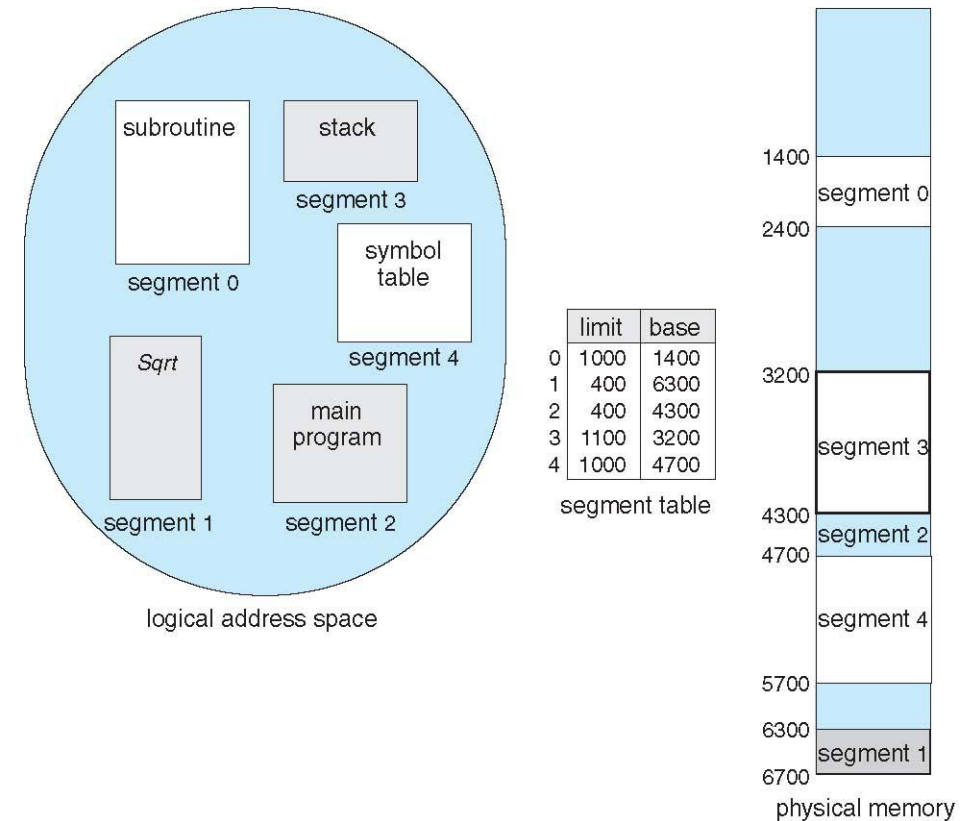 subroutine
segment 0
stack
segment 3
symbol
table
segment 4
Sqrt
segment 1
main
program
segment 2
logical address space
limit base
0 1000 1400
1 400 6300
2 400 4300
3 1100 3200
4 1000 4700
segment table
1400
segment 0
2400
3200
segment 3
4300
segment 2
4700
segment 4
5700
6300
segment 1
6700
physical memory